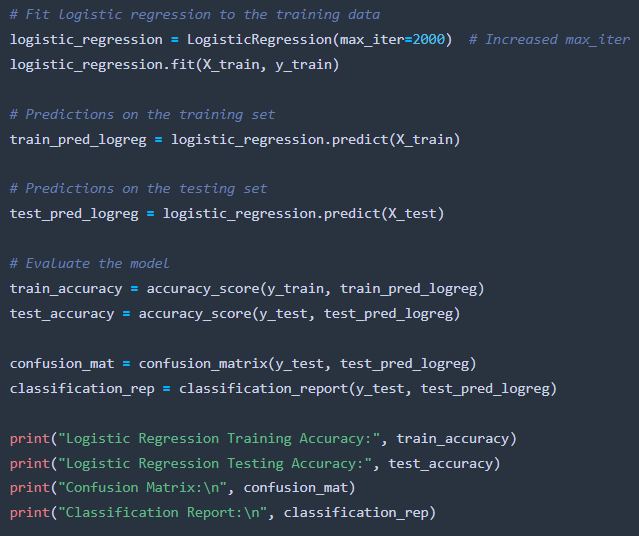 # Fit logistic regression to the training data
logistic_regression = LogisticRegression(max_iter=2000)  # Increased max_iter
logistic_regression.fit(X_train, y_train)
# Predictions on the training set
train_pred_logreg = logistic_regression.predict(X_train)
# Predictions on the testing set
test_pred_logreg = logistic_regression.predict(X_test)
# Evaluate the model
train_accuracy = accuracy_score(y_train, train_pred_logreg)
test_accuracy = accuracy_score(y_test, test_pred_logreg)
confusion_mat = confusion_matrix(y_test, test_pred_logreg)
classification_rep = classification_report(y_test, test_pred_logreg)
print("Logistic Regression Training Accuracy:", train_accuracy)
print("Logistic Regression Testing Accuracy:", test_accuracy)
print("Confusion Matrix:\n", confusion_mat)
print("Classification Report:\n", classification_rep)